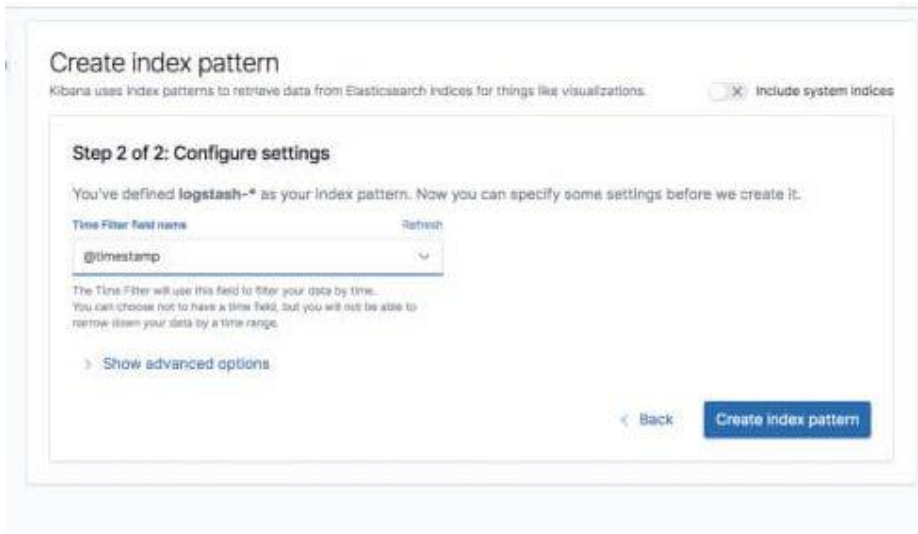 Create index pattern
Kibana uses index patterns to retrieve data from Elasticsearch indices for things like visualizations.
Include system indices
Step 2 of 2: Configure settings
You've defined logstash-* as your index pattern. Now you can specify some settings before we create it.
Time Filter field name
Refresh
@timestamp
The Time Filter will use this field to filter your data by time.
You can choose not to have a time field, but you will not be able to
narrow down your data by a time range.
Show advanced options
Back
Create index pattern